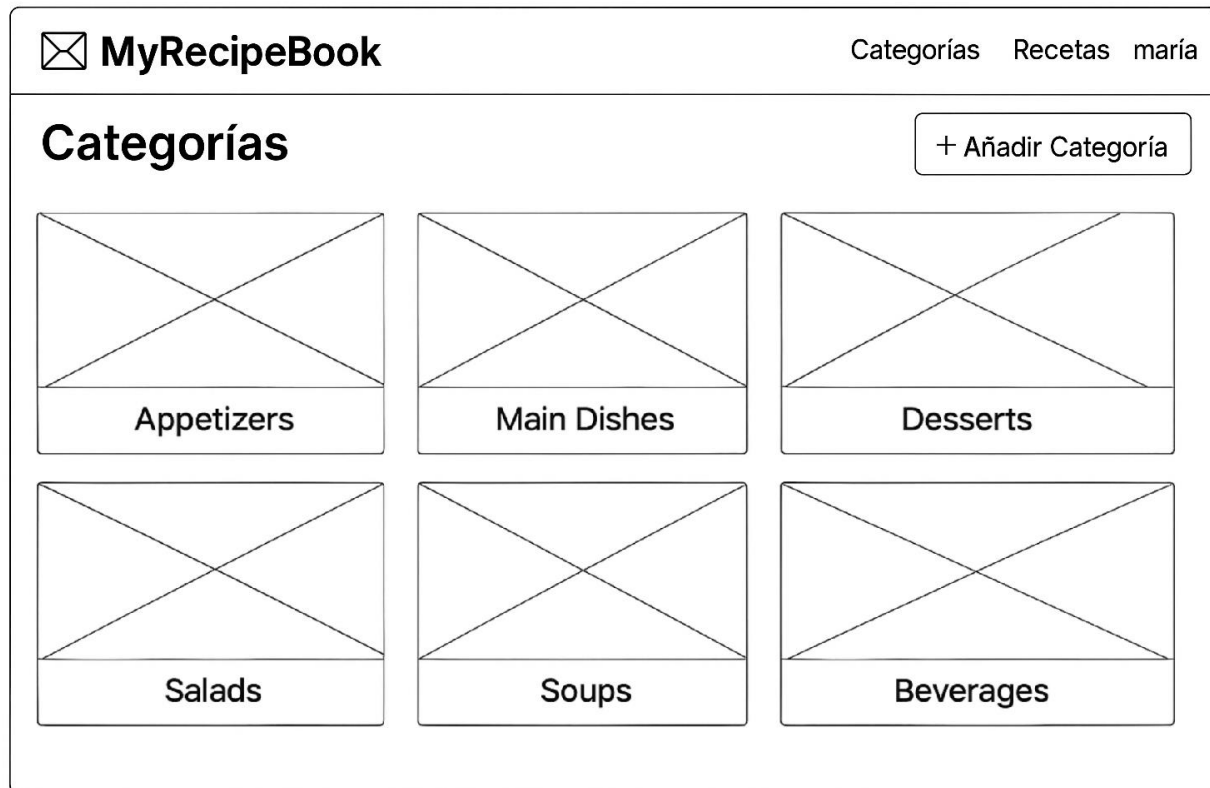 MyRecipeBook Categorías Recetas maría
Categorías + Añadir Categoría
Appetizers Main Dishes Desserts
Salads Soups Beverages